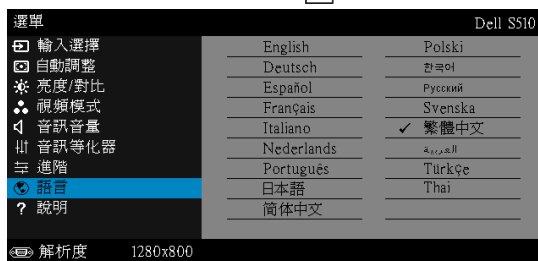 選單 Dell S510
輸入選擇
自動調整
亮度/對比
視頻模式
音訊音量
音訊等化器
進階
語言
? 說明
English Polski
Deutsch 한국어
Español Русский
Français Svenska
Italiano ✓ 繁體中文
Nederlands العربية
Português Türkçe
日本語 Thai
简体中文
解析度 1280x800